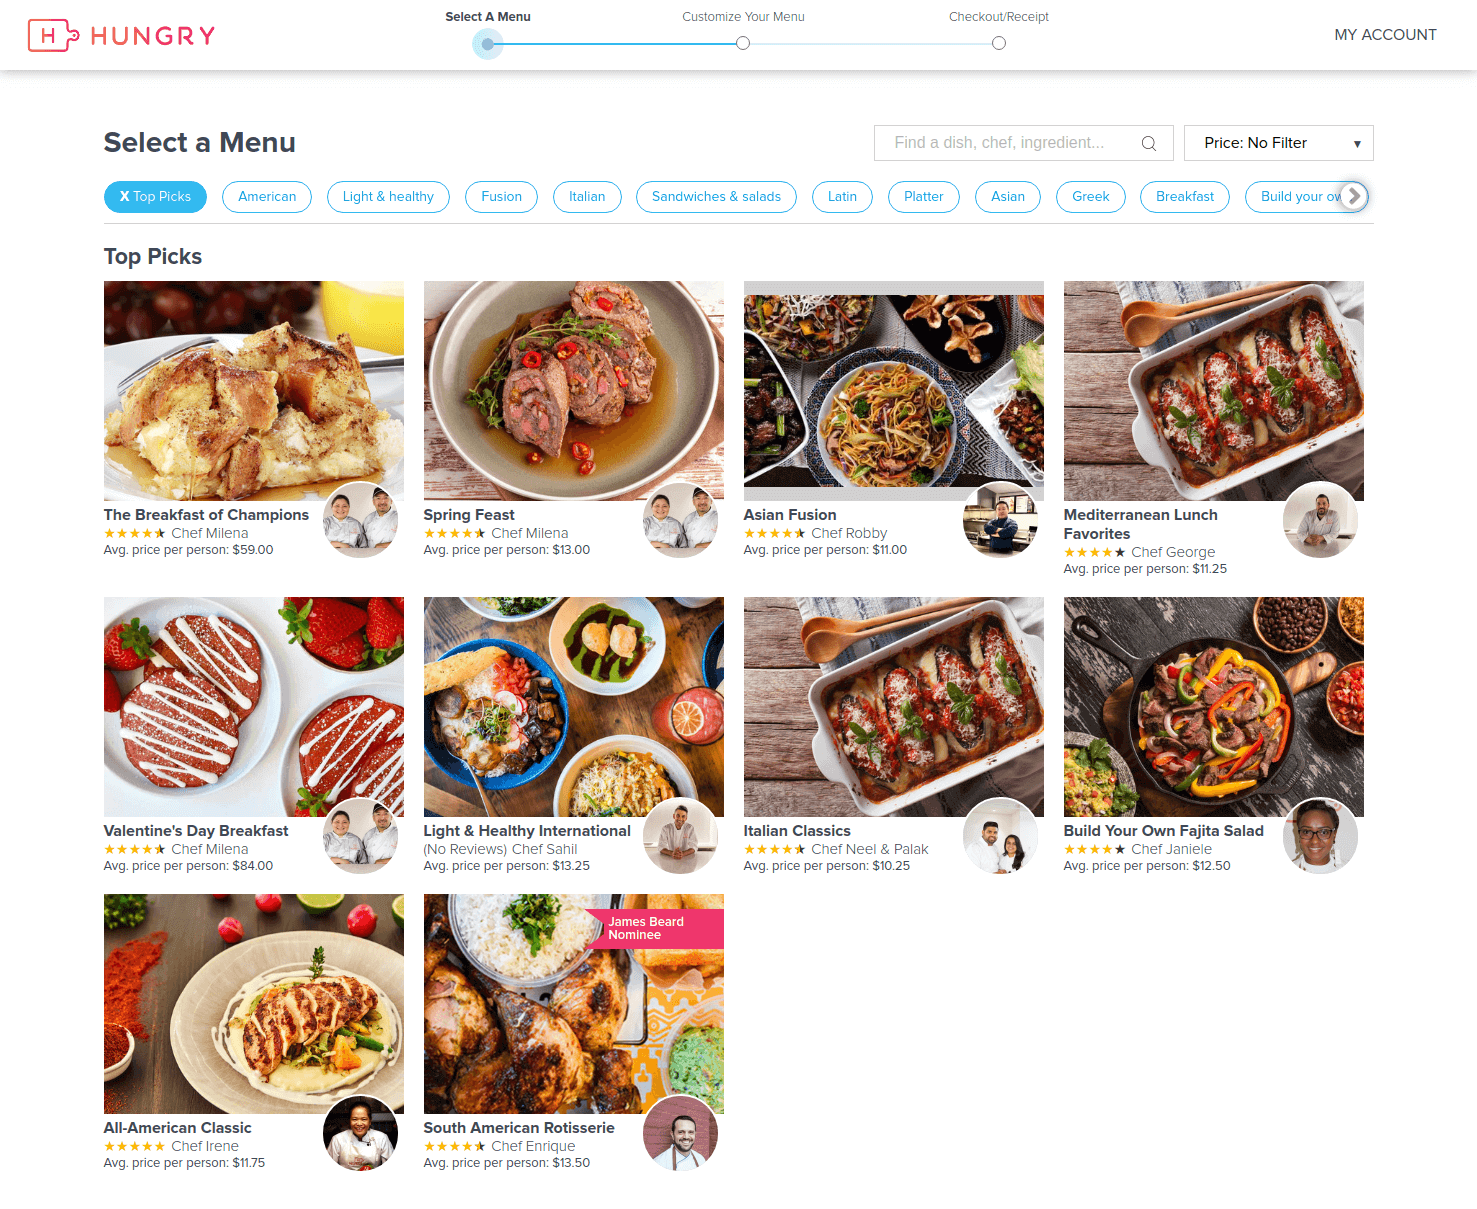 HUNGRY
Select A Menu
Customize Your Menu
Checkout/Receipt
MY ACCOUNT
Select a Menu
Find a dish, chef, ingredient...
Price: No Filter
X Top Picks
American
Light & healthy
Fusion
Italian
Sandwiches & salads
Latin
Platter
Asian
Greek
Breakfast
Build your ow
Top Picks
The Breakfast of Champions
Chef Milena
Avg. price per person: $59.00
Spring Feast
Chef Milena
Avg. price per person: $13.00
Asian Fusion
Chef Robby
Avg. price per person: $11.00
Mediterranean Lunch
Favorites
Chef George
Avg. price per person: $11.25
Valentine's Day Breakfast
Chef Milena
Avg. price per person: $84.00
Light & Healthy International
(No Reviews) Chef Sahil
Avg. price per person: $13.25
Italian Classics
Chef Neel & Palak
Avg. price per person: $10.25
Build Your Own Fajita Salad
Chef Janiele
Avg. price per person: $12.50
All-American Classic
Chef Irene
Avg. price per person: $11.75
James Beard
Nominee
South American Rotisserie
Chef Enrique
Avg. price per person: $13.50